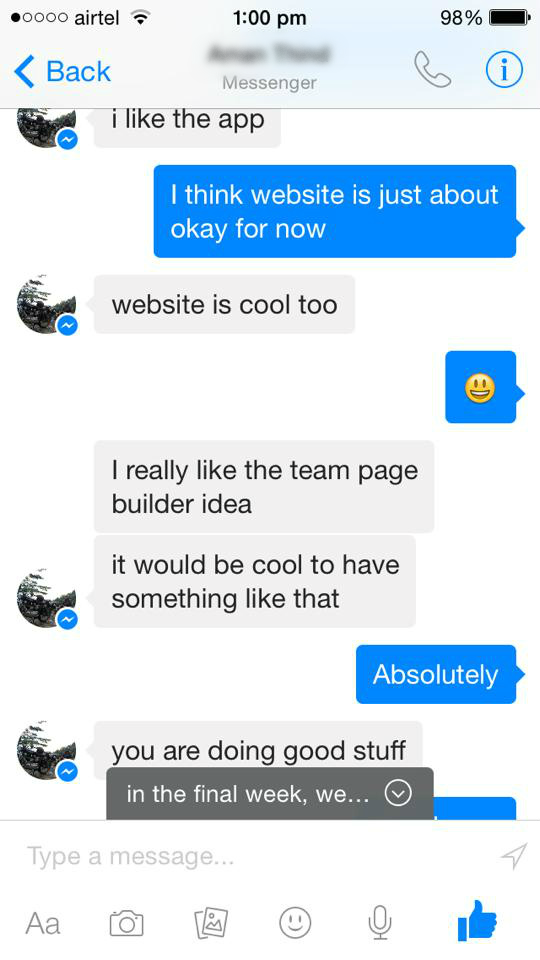 airtel 1:00 pm 98%
Back
Messenger
i like the app
I think website is just about
okay for now
website is cool too
I really like the team page
builder idea
it would be cool to have
something like that
Absolutely
you are doing good stuff
in the final week, we...
Type a message...
Aa